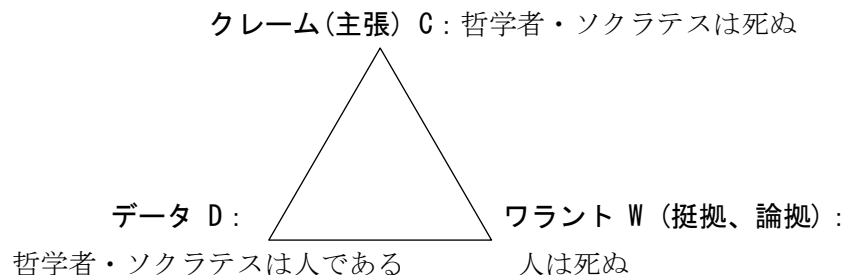 クレーム(主張) C：哲学者・ソクラテスは死ぬ
データ D：
ワラント W (挺拠、論拠)：
哲学者・ソクラテスは人である
人は死ぬ